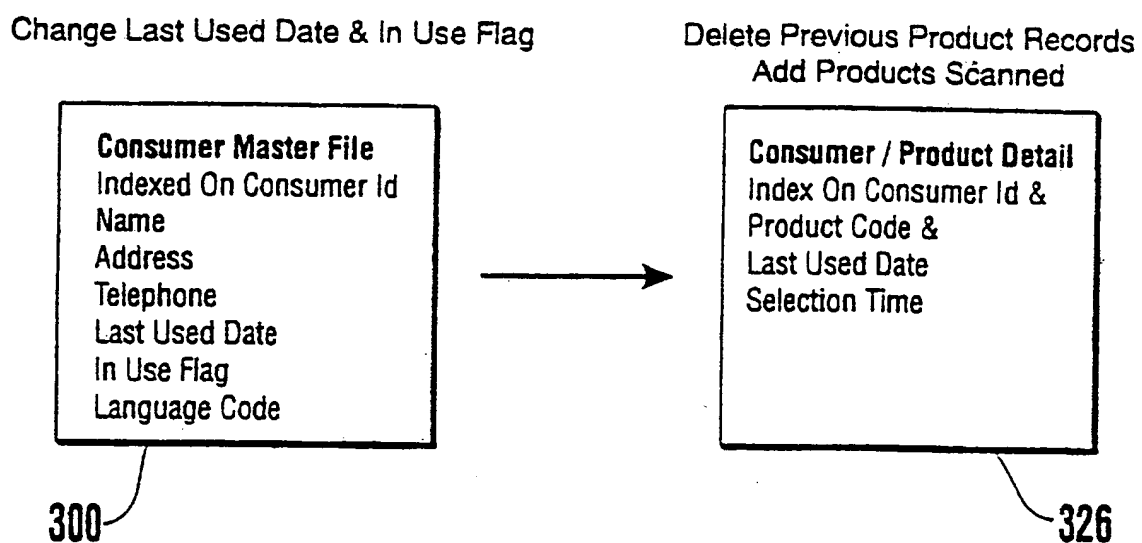 Change Last Used Date & In Use Flag
Consumer Master File
Indexed On Consumer Id
Name
Address
Telephone
Last Used Date
In Use Flag
Language Code
300
Delete Previous Product Records
Add Products Scanned
Consumer / Product Detail
Index On Consumer Id &
Product Code &
Last Used Date
Selection Time
326